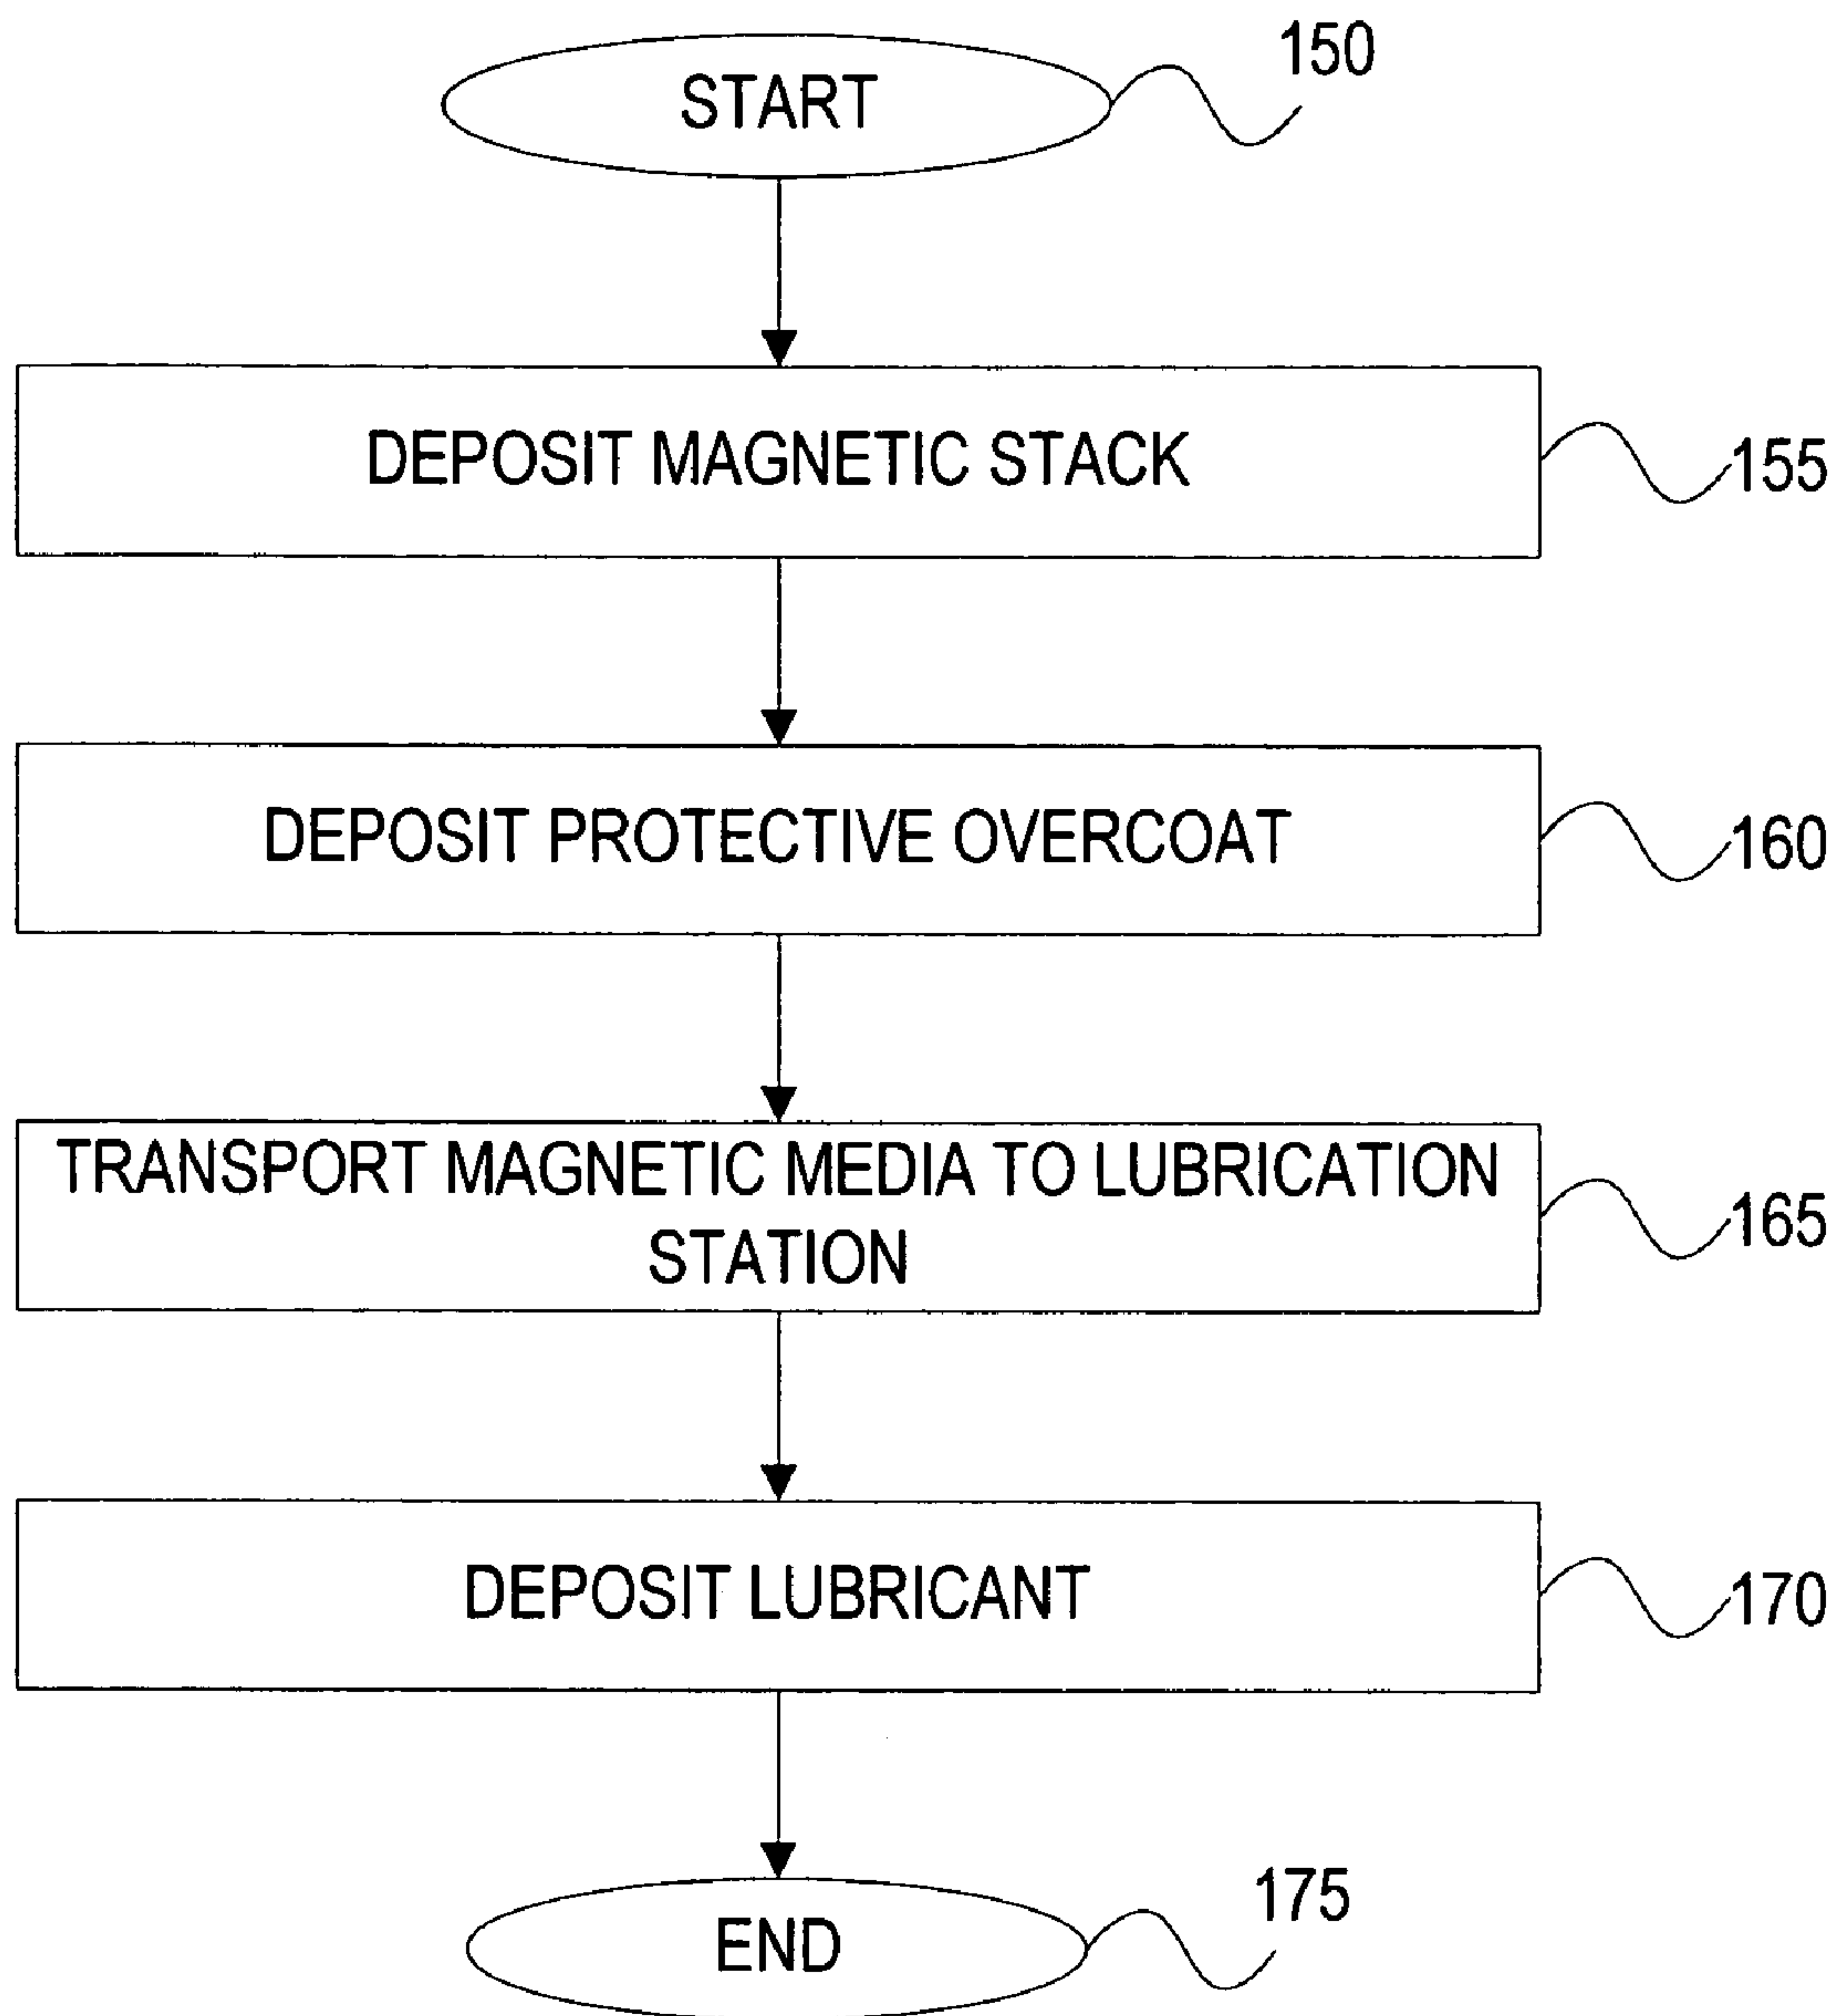 START
150
DEPOSIT MAGNETIC STACK
155
DEPOSIT PROTECTIVE OVERCOAT
160
TRANSPORT MAGNETIC MEDIA TO LUBRICATION
STATION
165
DEPOSIT LUBRICANT
170
END
175